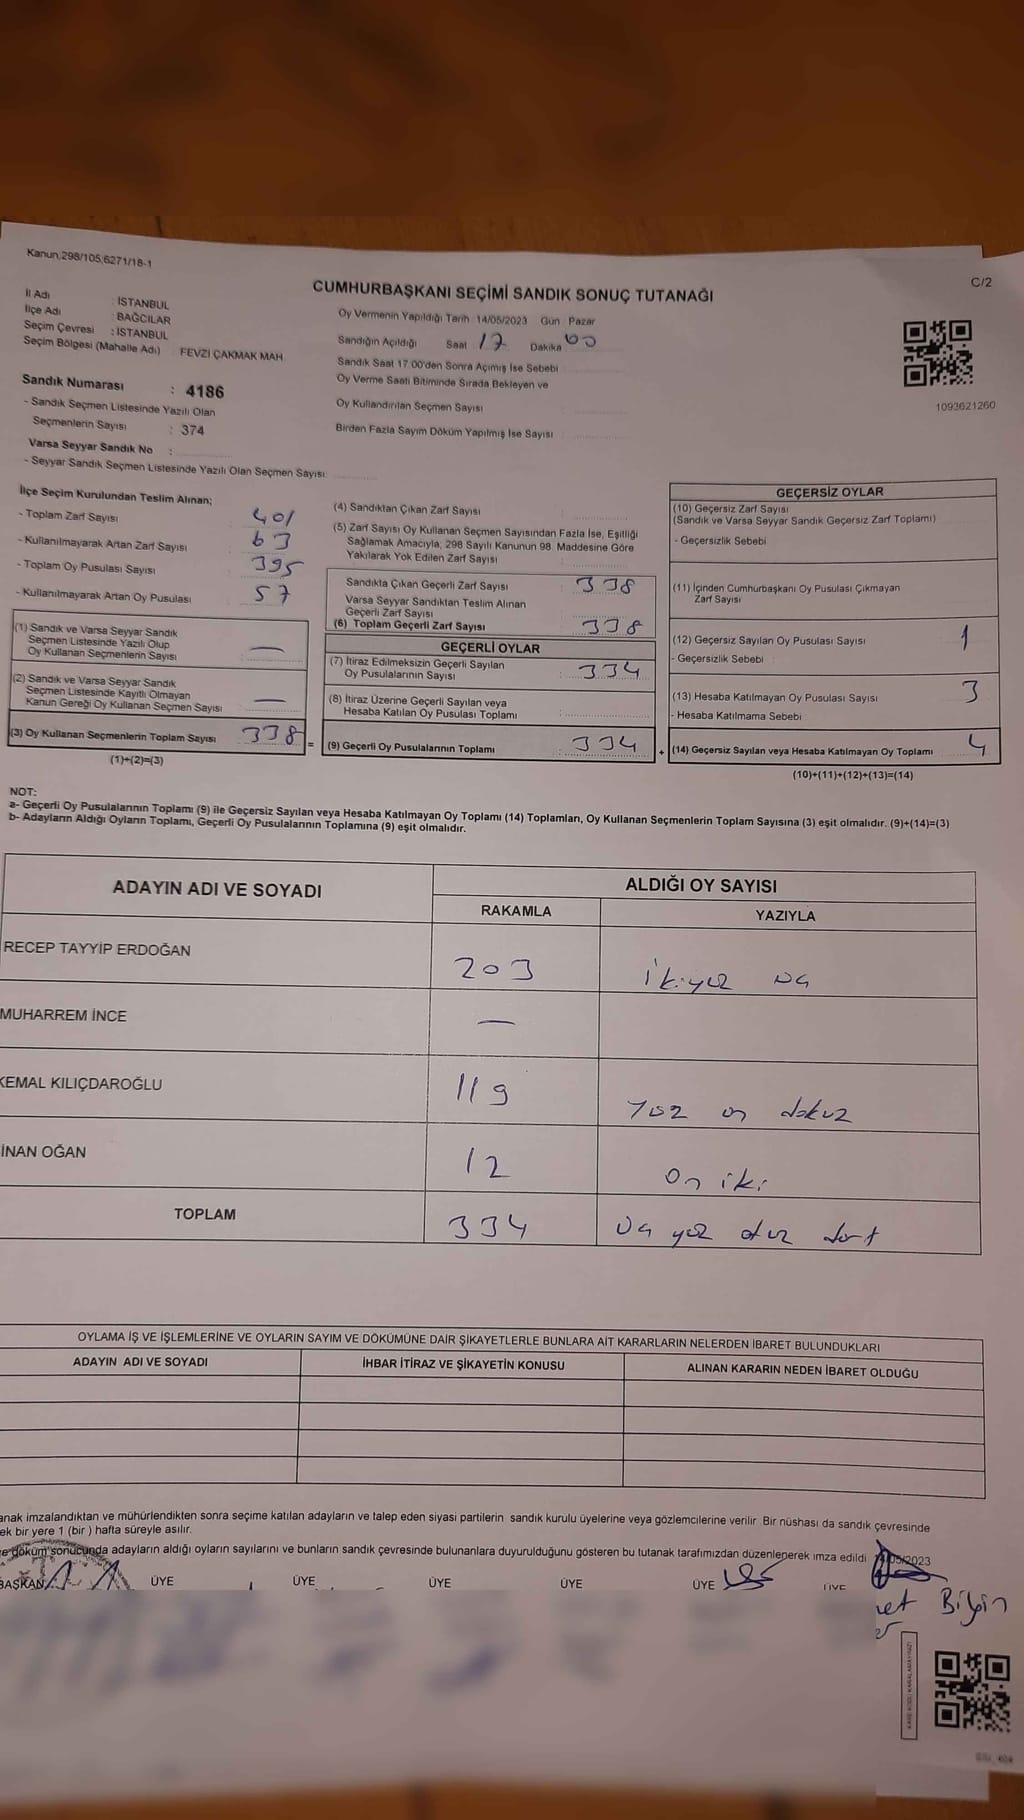 Kanun;298/105;6271/18-1
C/2
CUMHURBAŞKANI SEÇİMİ SANDIK SONUÇ TUTANAĞI
İl Adı : İSTANBUL
İlçe Adı : BAĞCILAR
Seçim Çevresi : İSTANBUL
Seçim Bölgesi (Mahalle Adı) : FEVZİ ÇAKMAK MAH.
Sandık Numarası : 4186
- Sandık Seçmen Listesinde Yazılı Olan
Seçmenlerin Sayısı : 374
Varsa Seyyar Sandık No :
- Seyyar Sandık Seçmen Listesinde Yazılı Olan Seçmen Sayısı:
Oy Vermenin Yapıldığı Tarih :14/05/2023 Gün : Pazar
Sandığın Açıldığı Saat 17 Dakika 00
Sandık Saat 17:00'den Sonra Açılmış İse Sebebi :
Oy Verme Saati Bitiminde Sırada Bekleyen ve
Oy Kullandırılan Seçmen Sayısı :
Birden Fazla Sayım Döküm Yapılmış İse Sayısı :
1093621260
İlçe Seçim Kurulundan Teslim Alınan;
- Toplam Zarf Sayısı : 401
- Kullanılmayarak Artan Zarf Sayısı : 63
- Toplam Oy Pusulası Sayısı : 395
- Kullanılmayarak Artan Oy Pusulası : 57
(1) Sandık ve Varsa Seyyar Sandık
Seçmen Listesinde Yazılı Olup
Oy Kullanan Seçmenlerin Sayısı : —
(2) Sandık ve Varsa Seyyar Sandık
Seçmen Listesinde Kayıtlı Olmayan
Kanun Gereği Oy Kullanan Seçmen Sayısı : —
(3) Oy Kullanan Seçmenlerin Toplam Sayısı : 338 =
(1)+(2)=(3)
(4) Sandıktan Çıkan Zarf Sayısı :
(5) Zarf Sayısı Oy Kullanan Seçmen Sayısından Fazla İse, Eşitliği
Sağlamak Amacıyla, 298 Sayılı Kanunun 98. Maddesine Göre
Yakılarak Yok Edilen Zarf Sayısı :
Sandıkta Çıkan Geçerli Zarf Sayısı : 338
Varsa Seyyar Sandıktan Teslim Alınan
Geçerli Zarf Sayısı :
(6) Toplam Geçerli Zarf Sayısı : 338
GEÇERLİ OYLAR
(7) İtiraz Edilmeksizin Geçerli Sayılan
Oy Pusulalarının Sayısı : 334
(8) İtiraz Üzerine Geçerli Sayılan veya
Hesaba Katılan Oy Pusulası Toplamı :
(9) Geçerli Oy Pusulalarının Toplamı : 334 +
GEÇERSİZ OYLAR
(10) Geçersiz Zarf Sayısı
(Sandık ve Varsa Seyyar Sandık Geçersiz Zarf Toplamı)
- Geçersizlik Sebebi
(11) İçinden Cumhurbaşkanı Oy Pusulası Çıkmayan
Zarf Sayısı
(12) Geçersiz Sayılan Oy Pusulası Sayısı 1
- Geçersizlik Sebebi :
(13) Hesaba Katılmayan Oy Pusulası Sayısı 3
- Hesaba Katılmama Sebebi
(14) Geçersiz Sayılan veya Hesaba Katılmayan Oy Toplamı 4
(10)+(11)+(12)+(13)=(14)
NOT:
a- Geçerli Oy Pusulalarının Toplamı (9) ile Geçersiz Sayılan veya Hesaba Katılmayan Oy Toplamı (14) Toplamları, Oy Kullanan Seçmenlerin Toplam Sayısına (3) eşit olmalıdır. (9)+(14)=(3)
b- Adayların Aldığı Oyların Toplamı, Geçerli Oy Pusulalarının Toplamına (9) eşit olmalıdır.
ADAYIN ADI VE SOYADI
ALDIĞI OY SAYISI
RAKAMLA YAZIYLA
RECEP TAYYİP ERDOĞAN 203 ikiyüz üç
MUHARREM İNCE —
KEMAL KILIÇDAROĞLU 119 yüz on dokuz
İNAN OĞAN 12 On iki
TOPLAM 334 üç yüz otuz dört
OYLAMA İŞ VE İŞLEMLERİNE VE OYLARIN SAYIM VE DÖKÜMÜNE DAİR ŞİKAYETLERLE BUNLARA AİT KARARLARIN NELERDEN İBARET BULUNDUKLARI
ADAYIN ADI VE SOYADI İHBAR İTİRAZ VE ŞİKAYETİN KONUSU ALINAN KARARIN NEDEN İBARET OLDUĞU
anak imzalandıktan ve mühürlendikten sonra seçime katılan adayların ve talep eden siyasi partilerin sandık kurulu üyelerine veya gözlemcilerine verilir. Bir nüshası da sandık çevresinde
ek bir yere 1 (bir ) hafta süreyle asılır.
e döküm sonucunda adayların aldığı oyların sayılarını ve bunların sandık çevresinde bulunanlara duyurulduğunu gösteren bu tutanak tarafımızdan düzenlenerek imza edildi. 14/05/2023
BAŞKAN ÜYE ÜYE ÜYE ÜYE ÜYE ÜYE
Bilgin